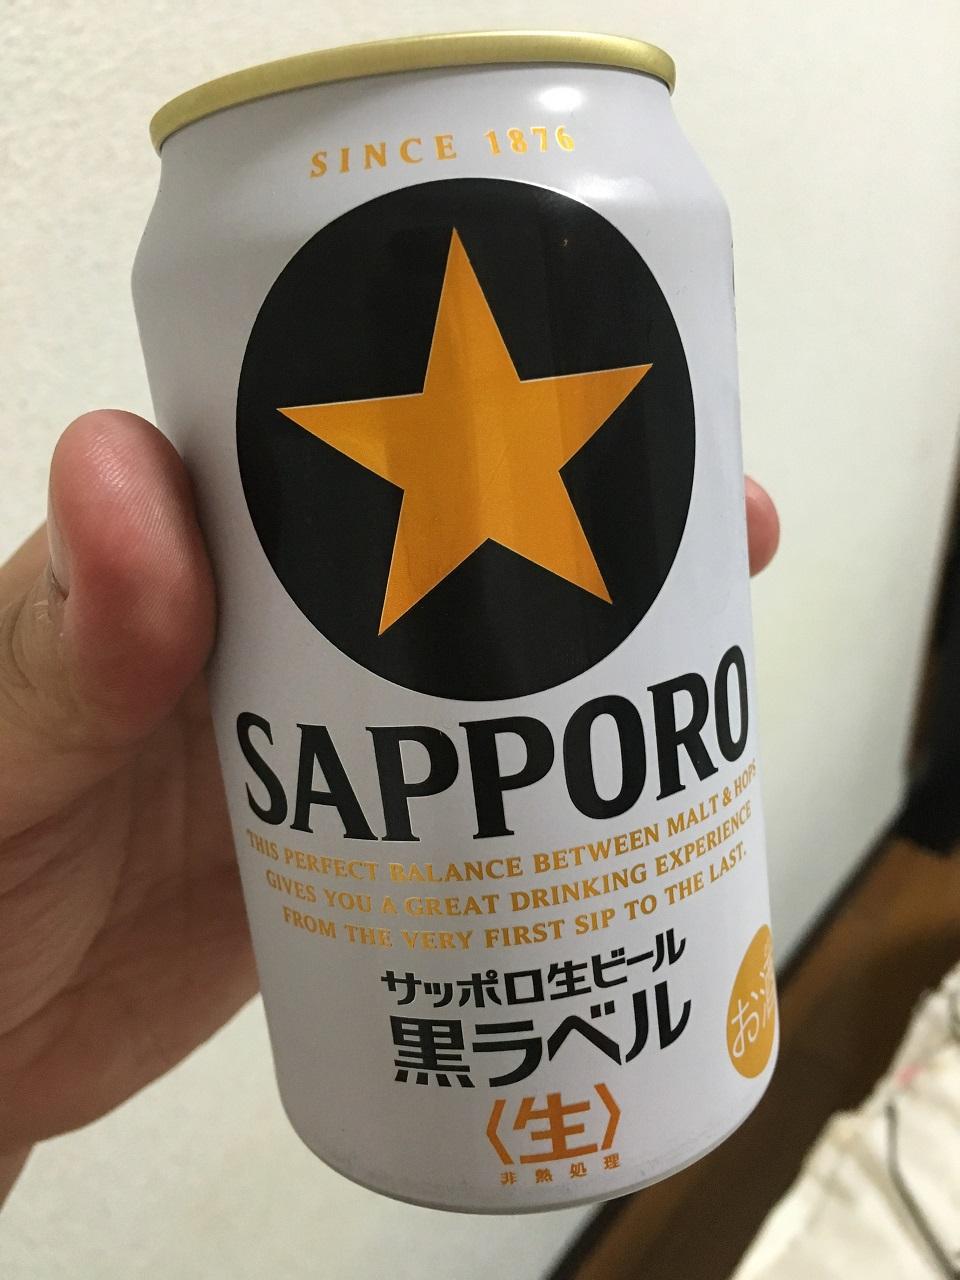 SINCE 1876
SAPPORO
THIS PERFECT BALANCE BETWEEN MALT & HOPS
GIVES YOU A GREAT DRINKING EXPERIENCE
FROM THE VERY FIRST SIP TO THE LAST.
サッポロ生ビール
黒ラベル
〈生〉
非熱処理
お酒